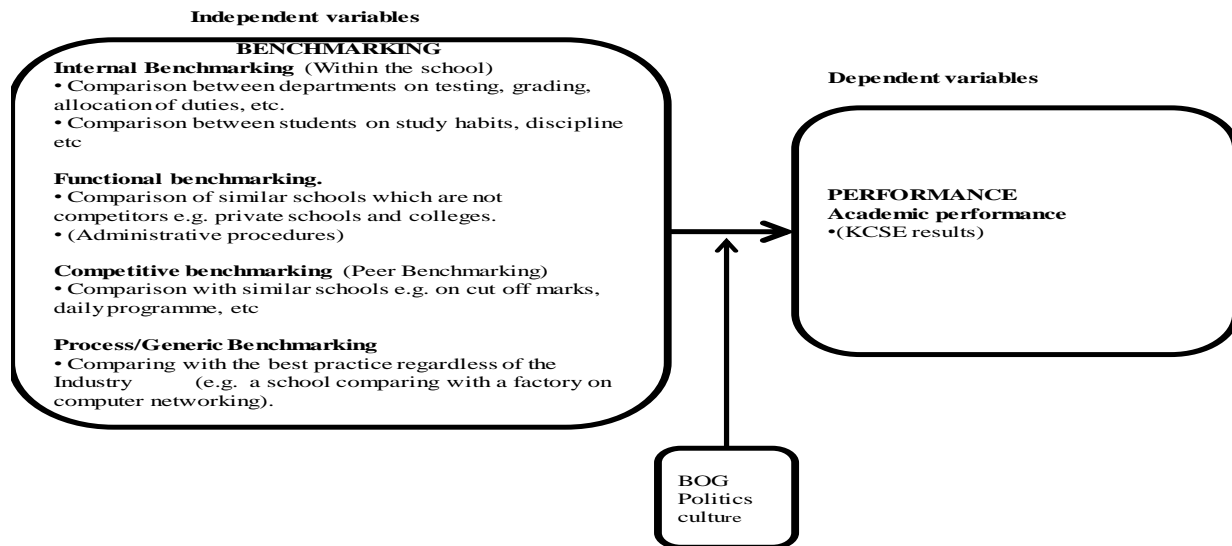 Independent variables
BENCHMARKING
Internal Benchmarking (Within the school)
• Comparison between departments on testing, grading,
allocation of duties, etc.
• Comparison between students on study habits, discipline
etc
Functional benchmarking.
• Comparison of similar schools which are not
competitors e.g. private schools and colleges.
• (Administrative procedures)
Competitive benchmarking (Peer Benchmarking)
• Comparison with similar schools e.g. on cut off marks,
daily programme, etc
Process/Generic Benchmarking
• Comparing with the best practice regardless of the
Industry (e.g. a school comparing with a factory on
computer networking).
Dependent variables
PERFORMANCE
Academic performance
•(KCSE results)
BOG
Politics
culture